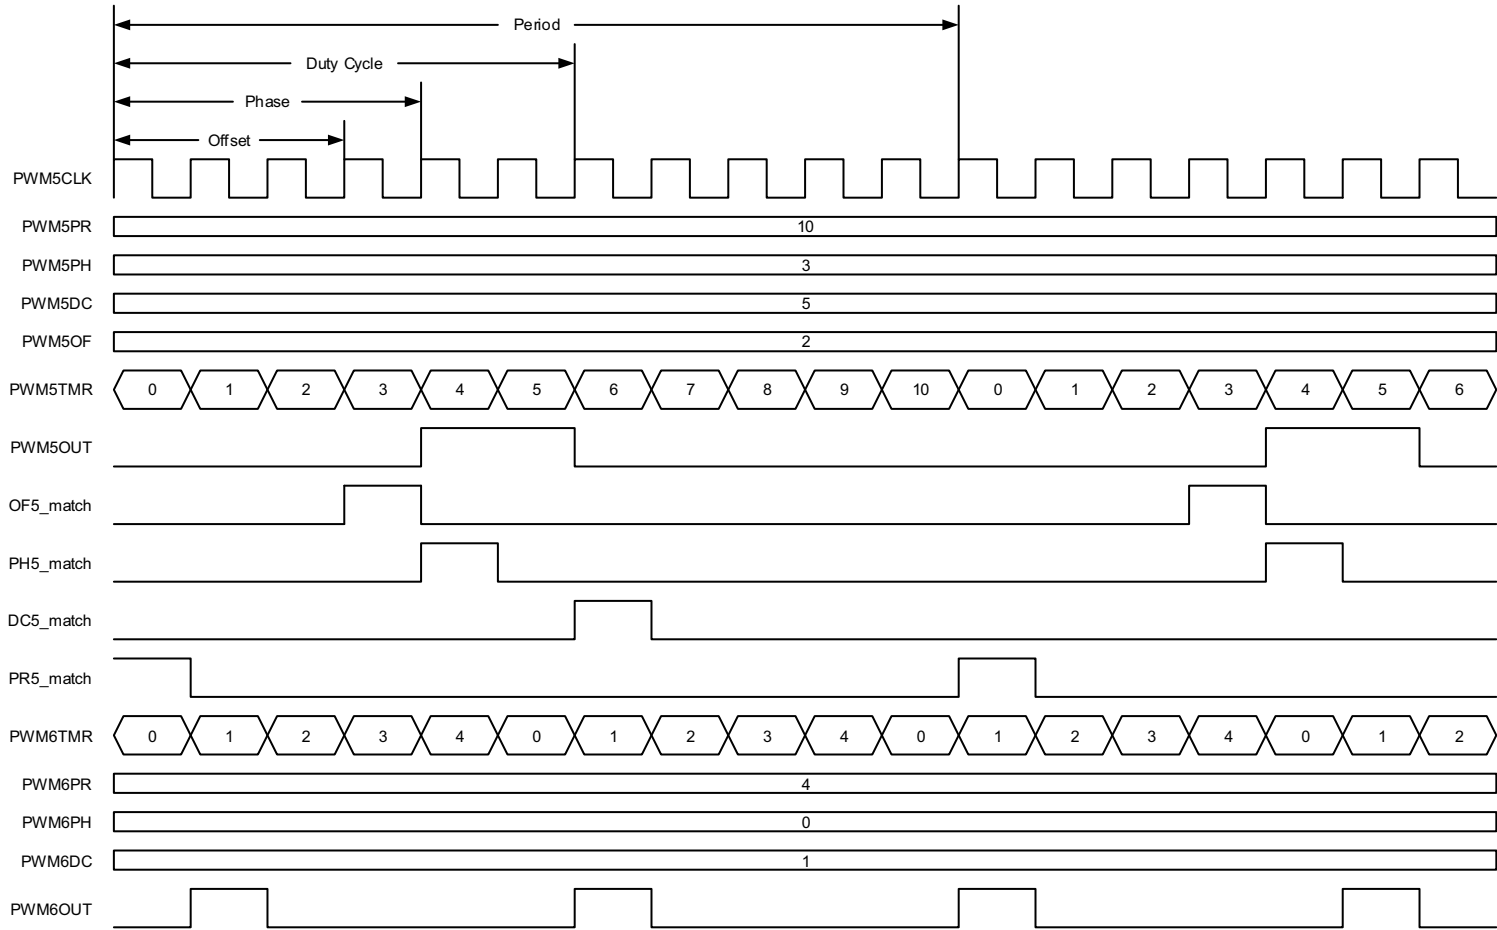 Period
Duty Cycle
Phase
Offset
PWM5CLK
PWM5PR 10
PWM5PH 3
PWM5DC 5
PWM5OF 2
PWM5TMR 0 1 2 3 4 5 6 7 8 9 10 0 1 2 3 4 5 6
PWM5OUT
OF5_match
PH5_match
DC5_match
PR5_match
PWM6TMR 0 1 2 3 4 0 1 2 3 4 0 1 2 3 4 0 1 2
PWM6PR 4
PWM6PH 0
PWM6DC 1
PWM6OUT